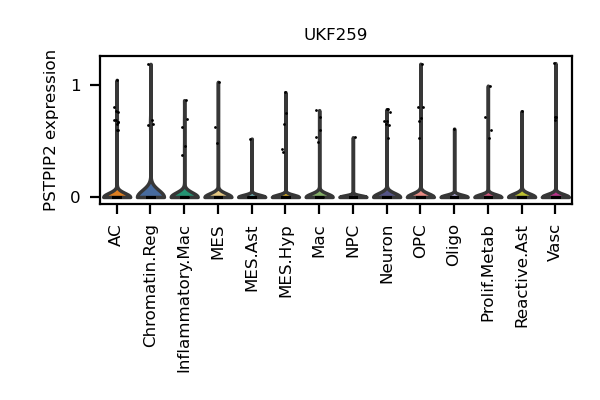 UKF259
PSTPIP2 expression
1
0
AC
Chromatin.Reg
Inflammatory.Mac
MES
MES.Ast
MES.Hyp
Mac
NPC
Neuron
OPC
Oligo
Prolif.Metab
Reactive.Ast
Vasc